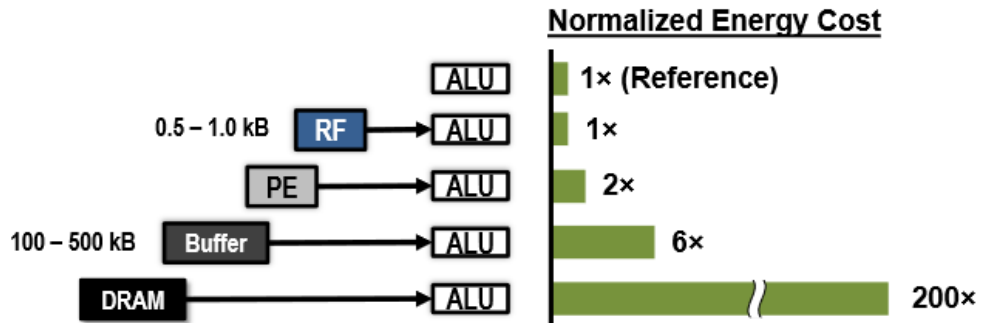 Normalized Energy Cost
ALU 1× (Reference)
0.5 – 1.0 kB RF ALU 1×
PE ALU 2×
100 – 500 kB Buffer ALU 6×
DRAM ALU 200×